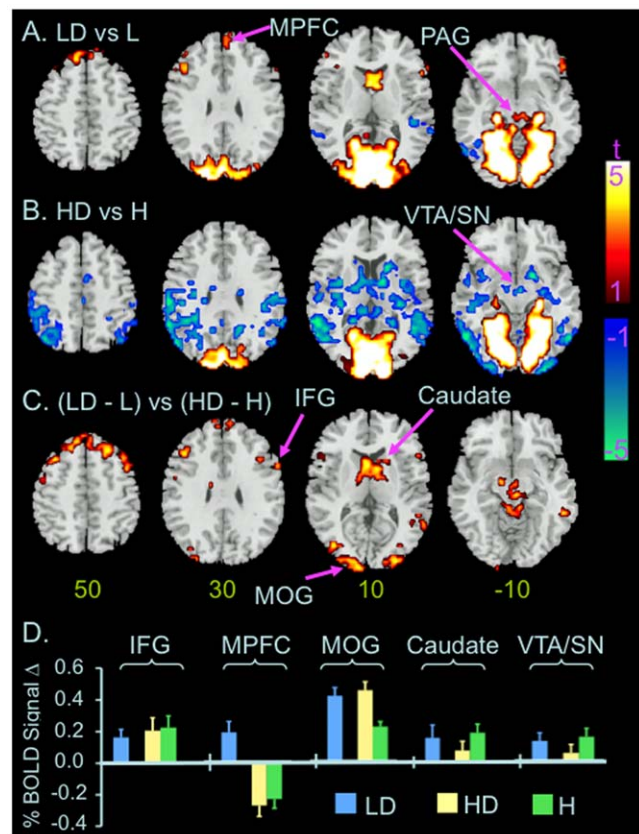 A. LD vs L
MPFC
PAG
t
5
1
B. HD vs H
VTA/SN
-1
-5
C. (LD - L) vs (HD - H)
IFG
Caudate
MOG
50 30 10 -10
D.
IFG MPFC MOG Caudate VTA/SN
% BOLD Signal Δ
0.6
0.4
0.2
0.0
-0.2
-0.4
LD HD H